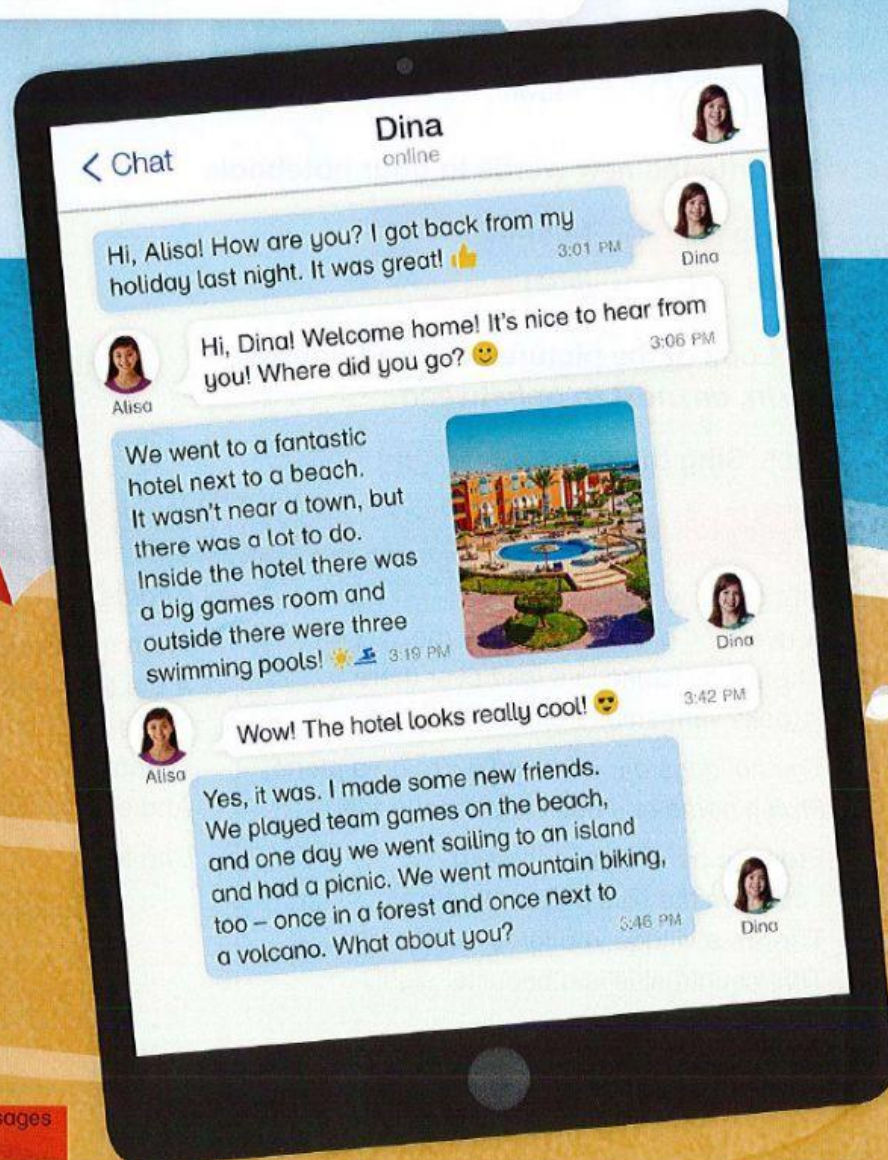 Dina
< Chat
online
Hi, Alisa! How are you? I got back from my
holiday last night. It was great! 👍
3:01 PM
Dina
Hi, Dina! Welcome home! It's nice to hear from
you! Where did you go? 🙂
3:06 PM
Alisa
We went to a fantastic
hotel next to a beach.
It wasn't near a town, but
there was a lot to do.
Inside the hotel there was
a big games room and
outside there were three
swimming pools! ☀️🏊 3:19 PM
Dina
Wow! The hotel looks really cool! 😎
3:42 PM
Alisa
Yes, it was. I made some new friends.
We played team games on the beach,
and one day we went sailing to an island
and had a picnic. We went mountain biking,
too – once in a forest and once next to
a volcano. What about you?
3:46 PM
Dina